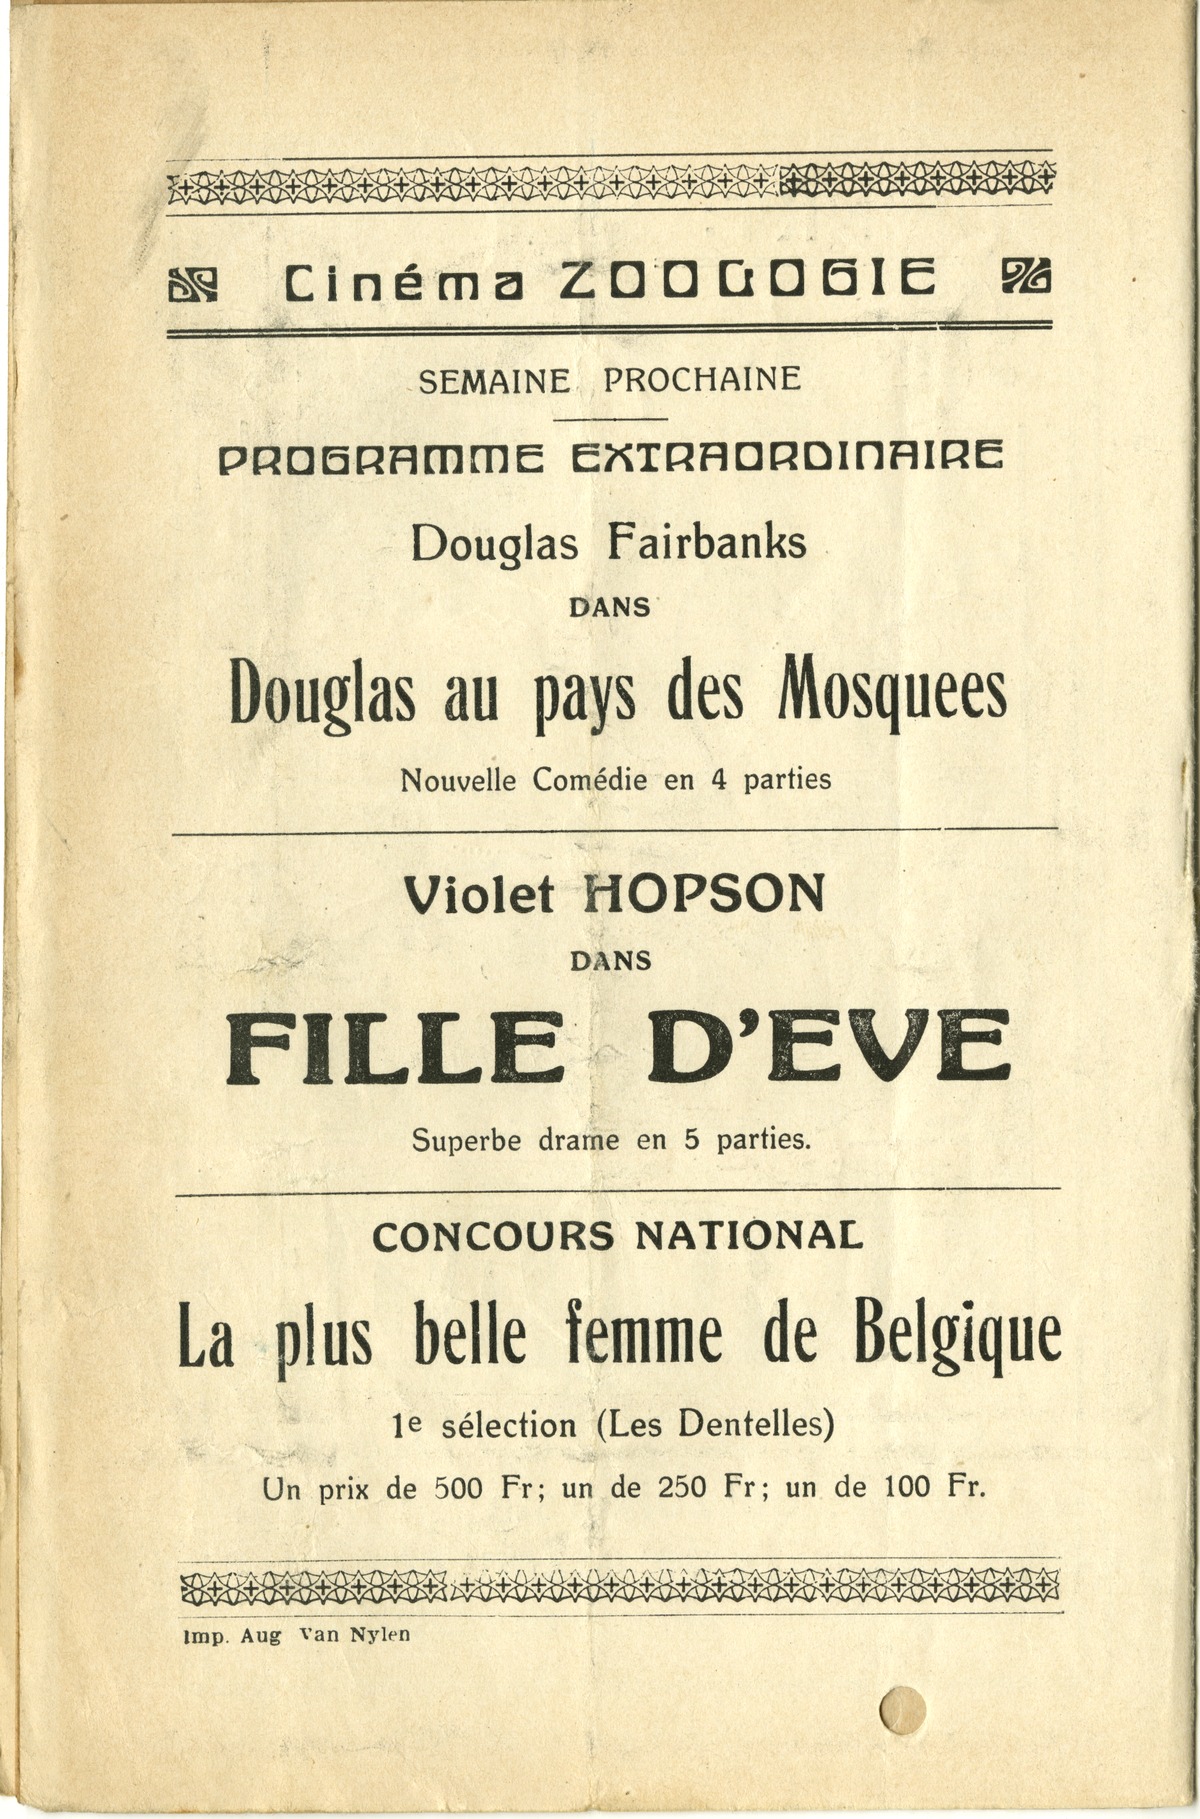 Cinéma ZOOLOGIE
SEMAINE PROCHAINE
PROGRAMME EXTRAORDINAIRE
Douglas Fairbanks
DANS
Douglas au pays des Mosquees
Nouvelle Comédie en 4 parties
Violet HOPSON
DANS
FILLE D'EVE
Superbe drame en 5 parties.
CONCOURS NATIONAL
La plus belle femme de Belgique
1e sélection (Les Dentelles)
Un prix de 500 Fr; un de 250 Fr; un de 100 Fr.
Imp. Aug Van Nylen